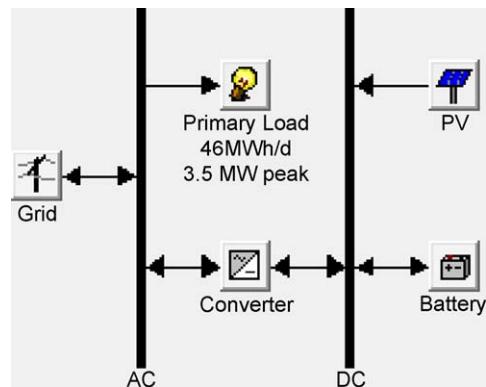 Primary Load
46MWh/d
3.5 MW peak
PV
Grid
Converter
Battery
AC
DC